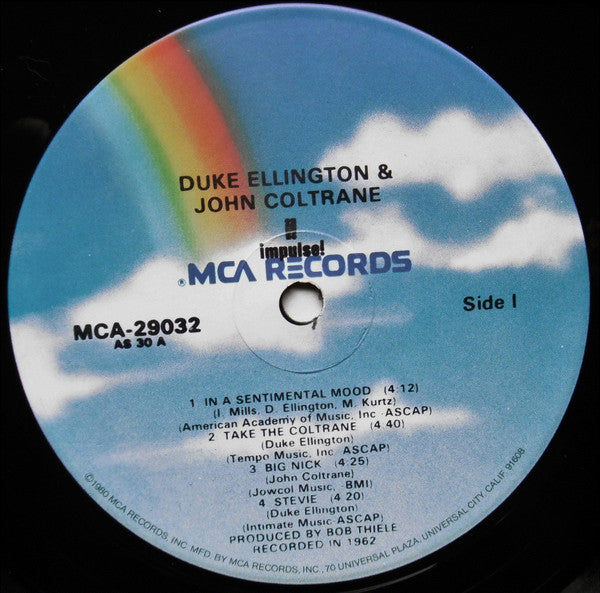 DUKE ELLINGTON &
JOHN COLTRANE
impulse!
® MCA RECORDS
MCA-29032
AS 30 A
Side I
1 IN A SENTIMENTAL MOOD (4:12)
(I. Mills, D. Ellington, M. Kurtz)
(American Academy of Music, Inc ASCAP)
2 TAKE THE COLTRANE (4 40)
(Duke Ellington)
(Tempo Music, Inc ASCAP)
3 BIG NICK (4:25)
(John Coltrane)
(Jowcol Music, BMI)
4 STEVIE (4 20)
(Duke Ellington)
(Intimate Music ASCAP)
PRODUCED BY BOB THIELE
RECORDED IN 1962
©1980 MCA RECORDS, INC. MFD. BY MCA RECORDS, INC., 70 UNIVERSAL PLAZA, UNIVERSAL CITY, CALIF. 91608